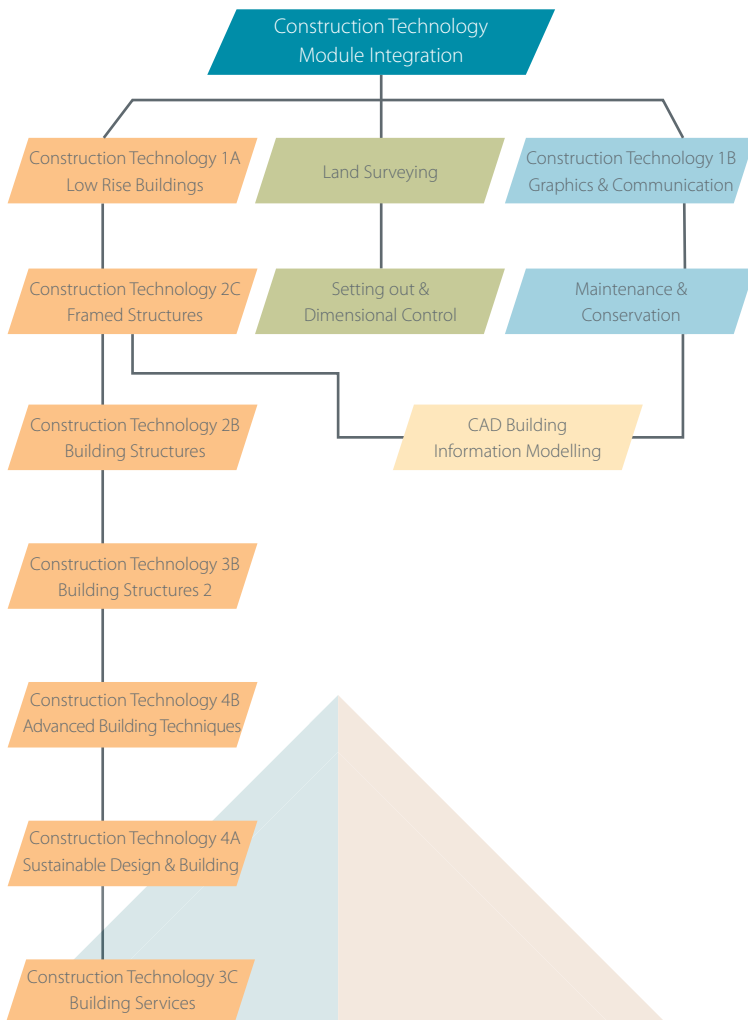 Construction Technology
Module Integration
Construction Technology 1A
Low Rise Buildings
Land Surveying
Construction Technology 1B
Graphics & Communication
Construction Technology 2C
Framed Structures
Setting out &
Dimensional Control
Maintenance &
Conservation
Construction Technology 2B
Building Structures
CAD Building
Information Modelling
Construction Technology 3B
Building Structures 2
Construction Technology 4B
Advanced Building Techniques
Construction Technology 4A
Sustainable Design & Building
Construction Technology 3C
Building Services